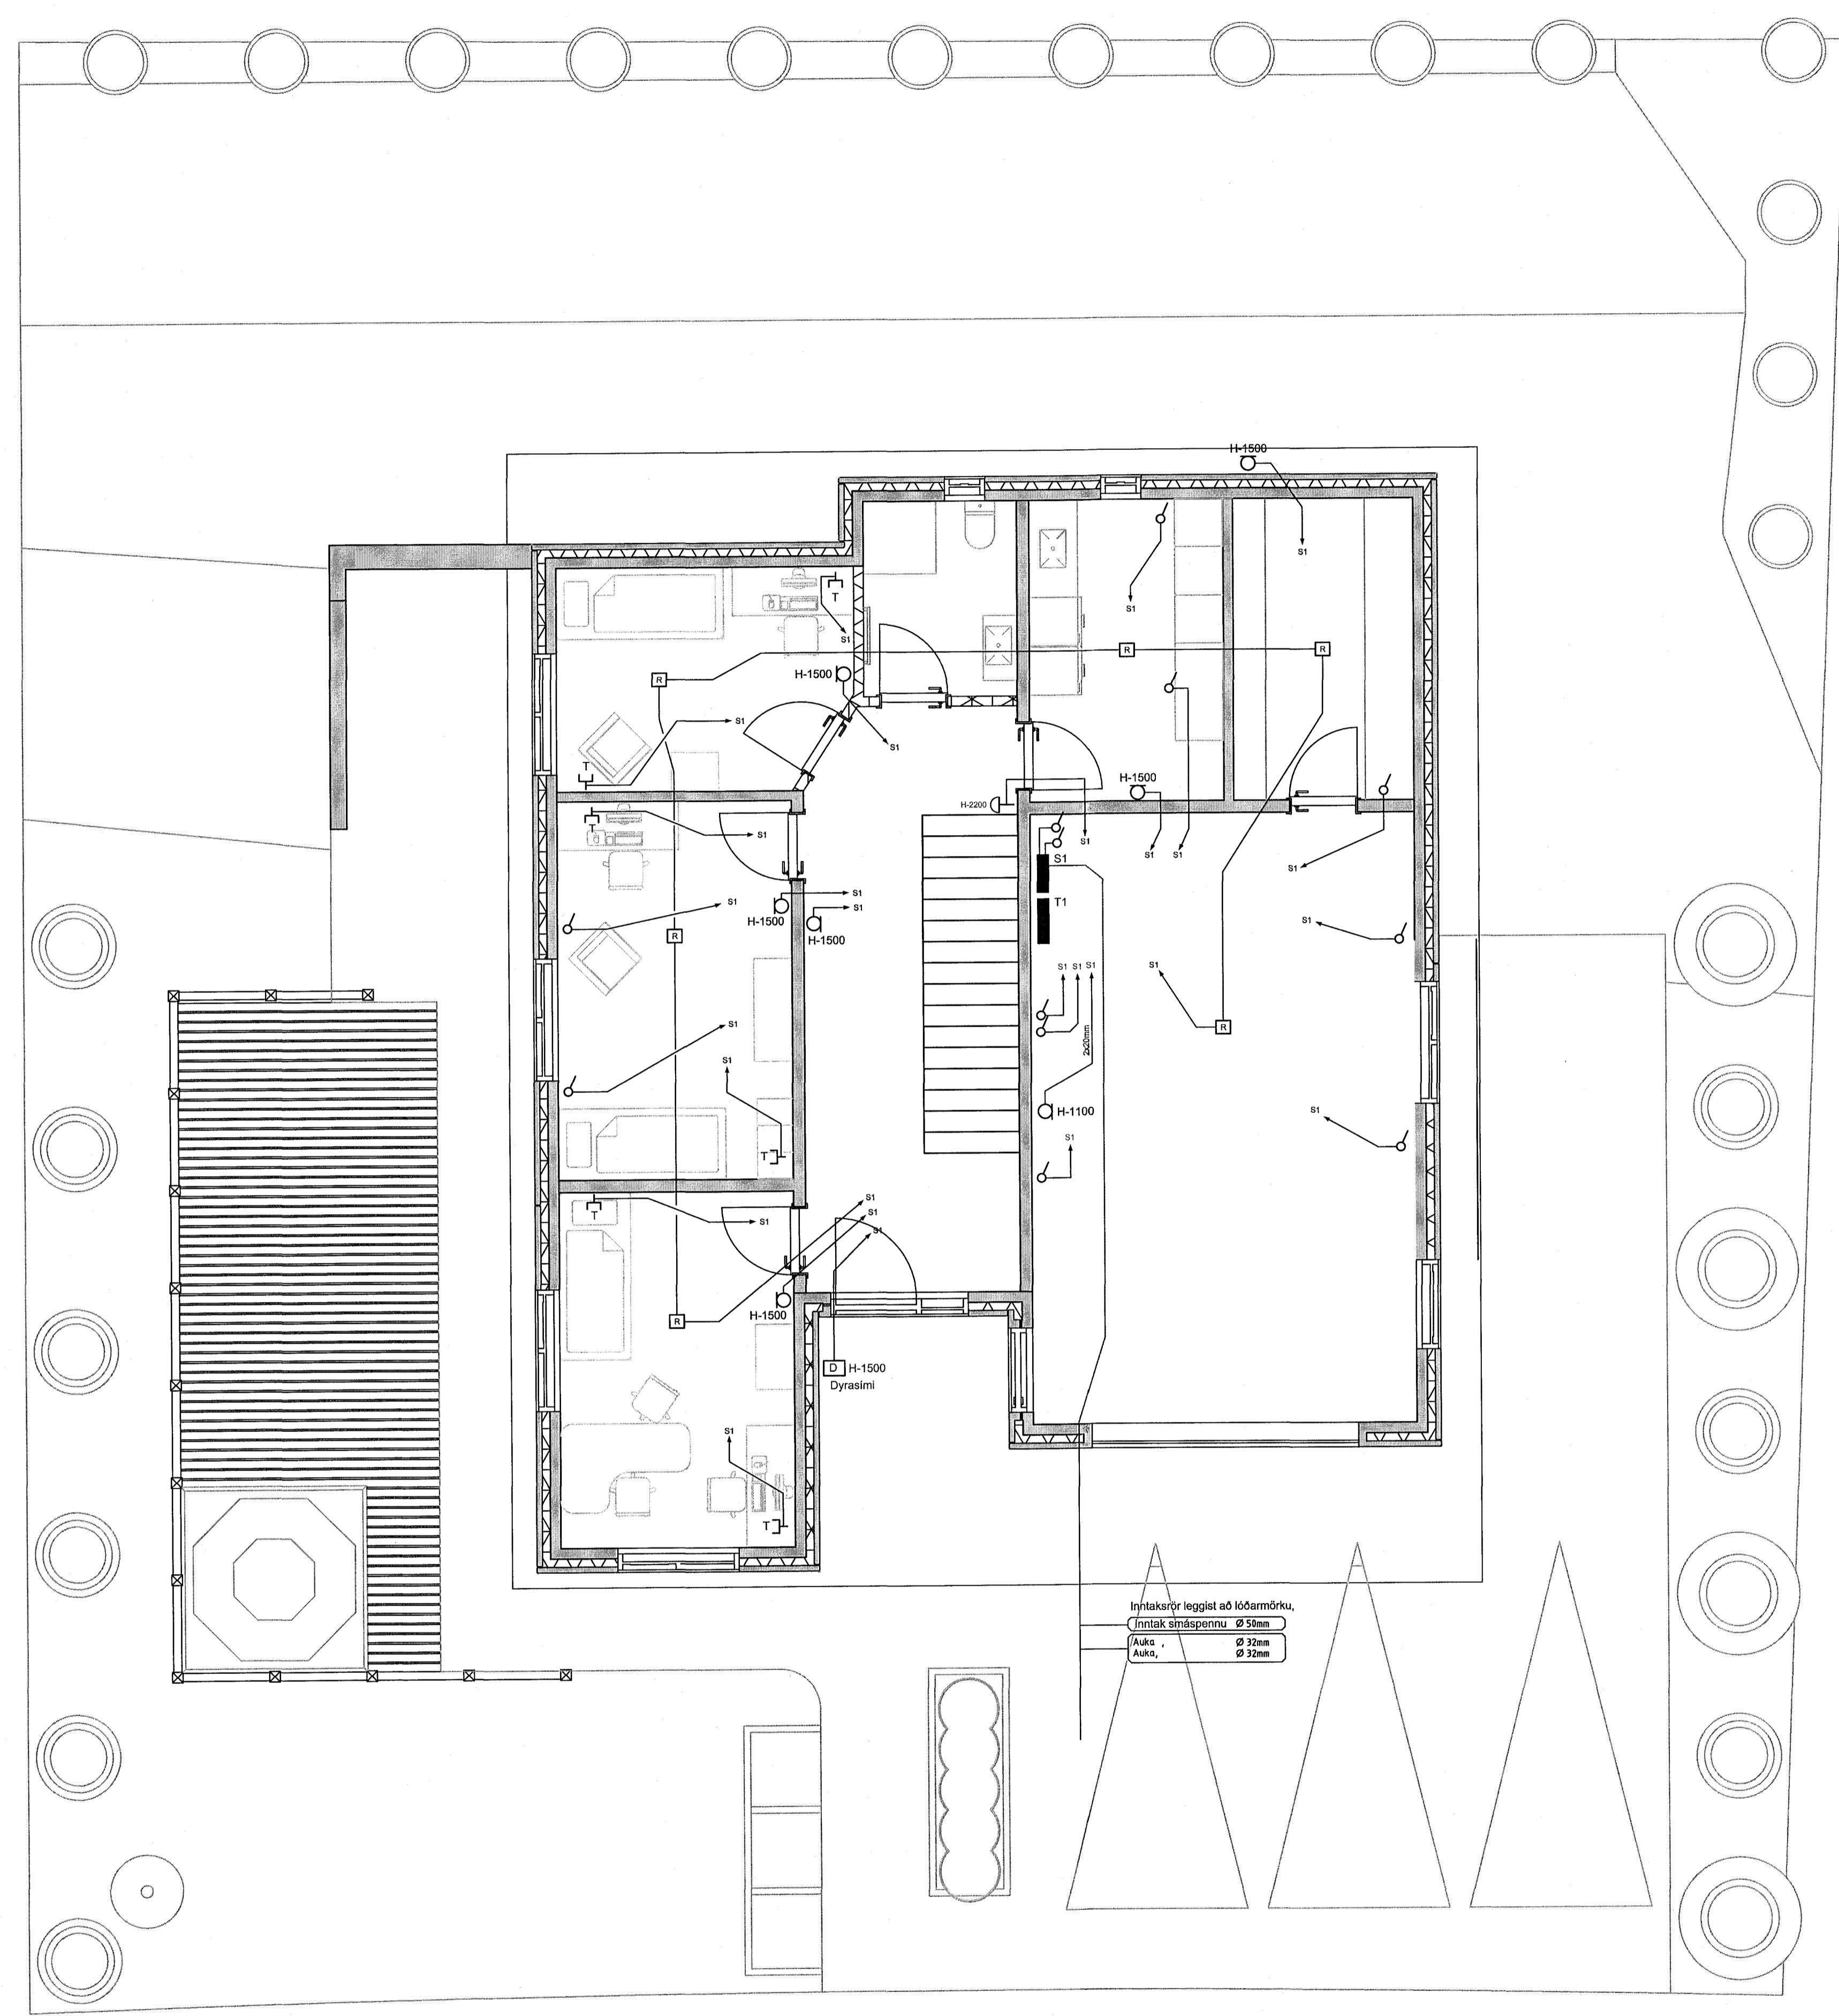 H-1500
S1
T
S1
S1
R
R
H-1500
R
S1
S1
T
H-1500
H-2200
S1
T
S1
S1
S1
S1
S1
S1
S1
H-1500
S1
T1
H-1500
S1
R
S1
S1 S1 S1
S1
R
2x20mm
S1
H-1100
S1
S1
T
S1
T
S1
S1
S1
H-1500
R
D H-1500
Dyrasími
S1
T
Inntaksrör leggist að lóðarmörku,
Inntak smáspennu Ø 50mm
Auka , Ø 32mm
Auka, Ø 32mm